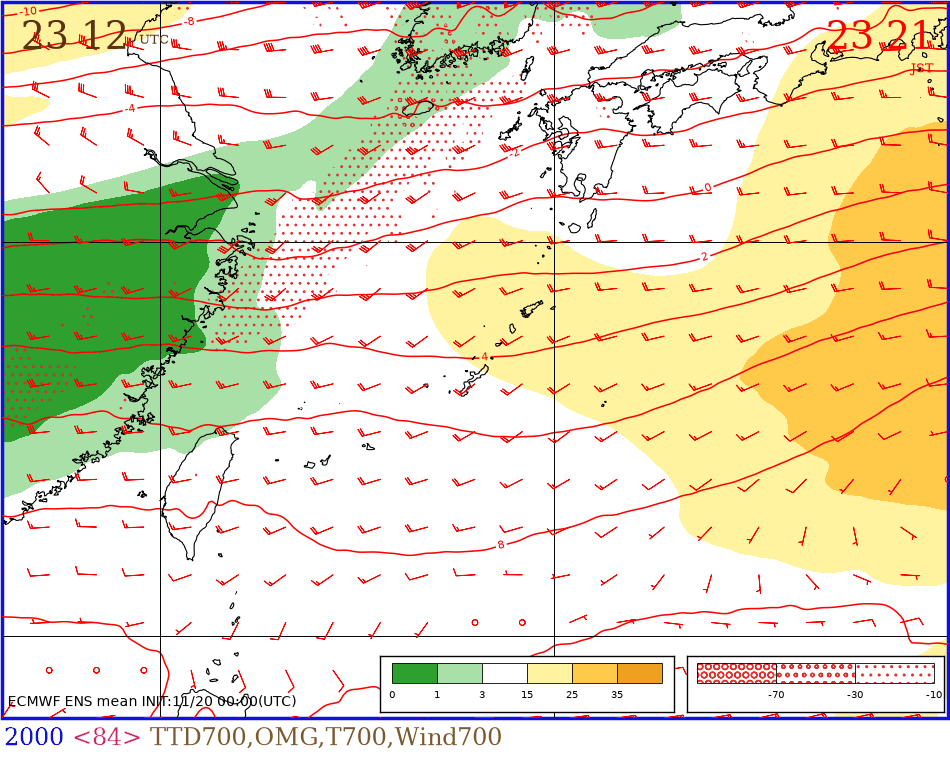 -10
-8
23 12 UTC
23 21 JST
-4
-2
0
2
4
8
0 1 3 15 25 35
-70 -30 -10
ECMWF ENS mean INIT:11/20 00:00(UTC)
2000 <84> TTD700,OMG,T700,Wind700